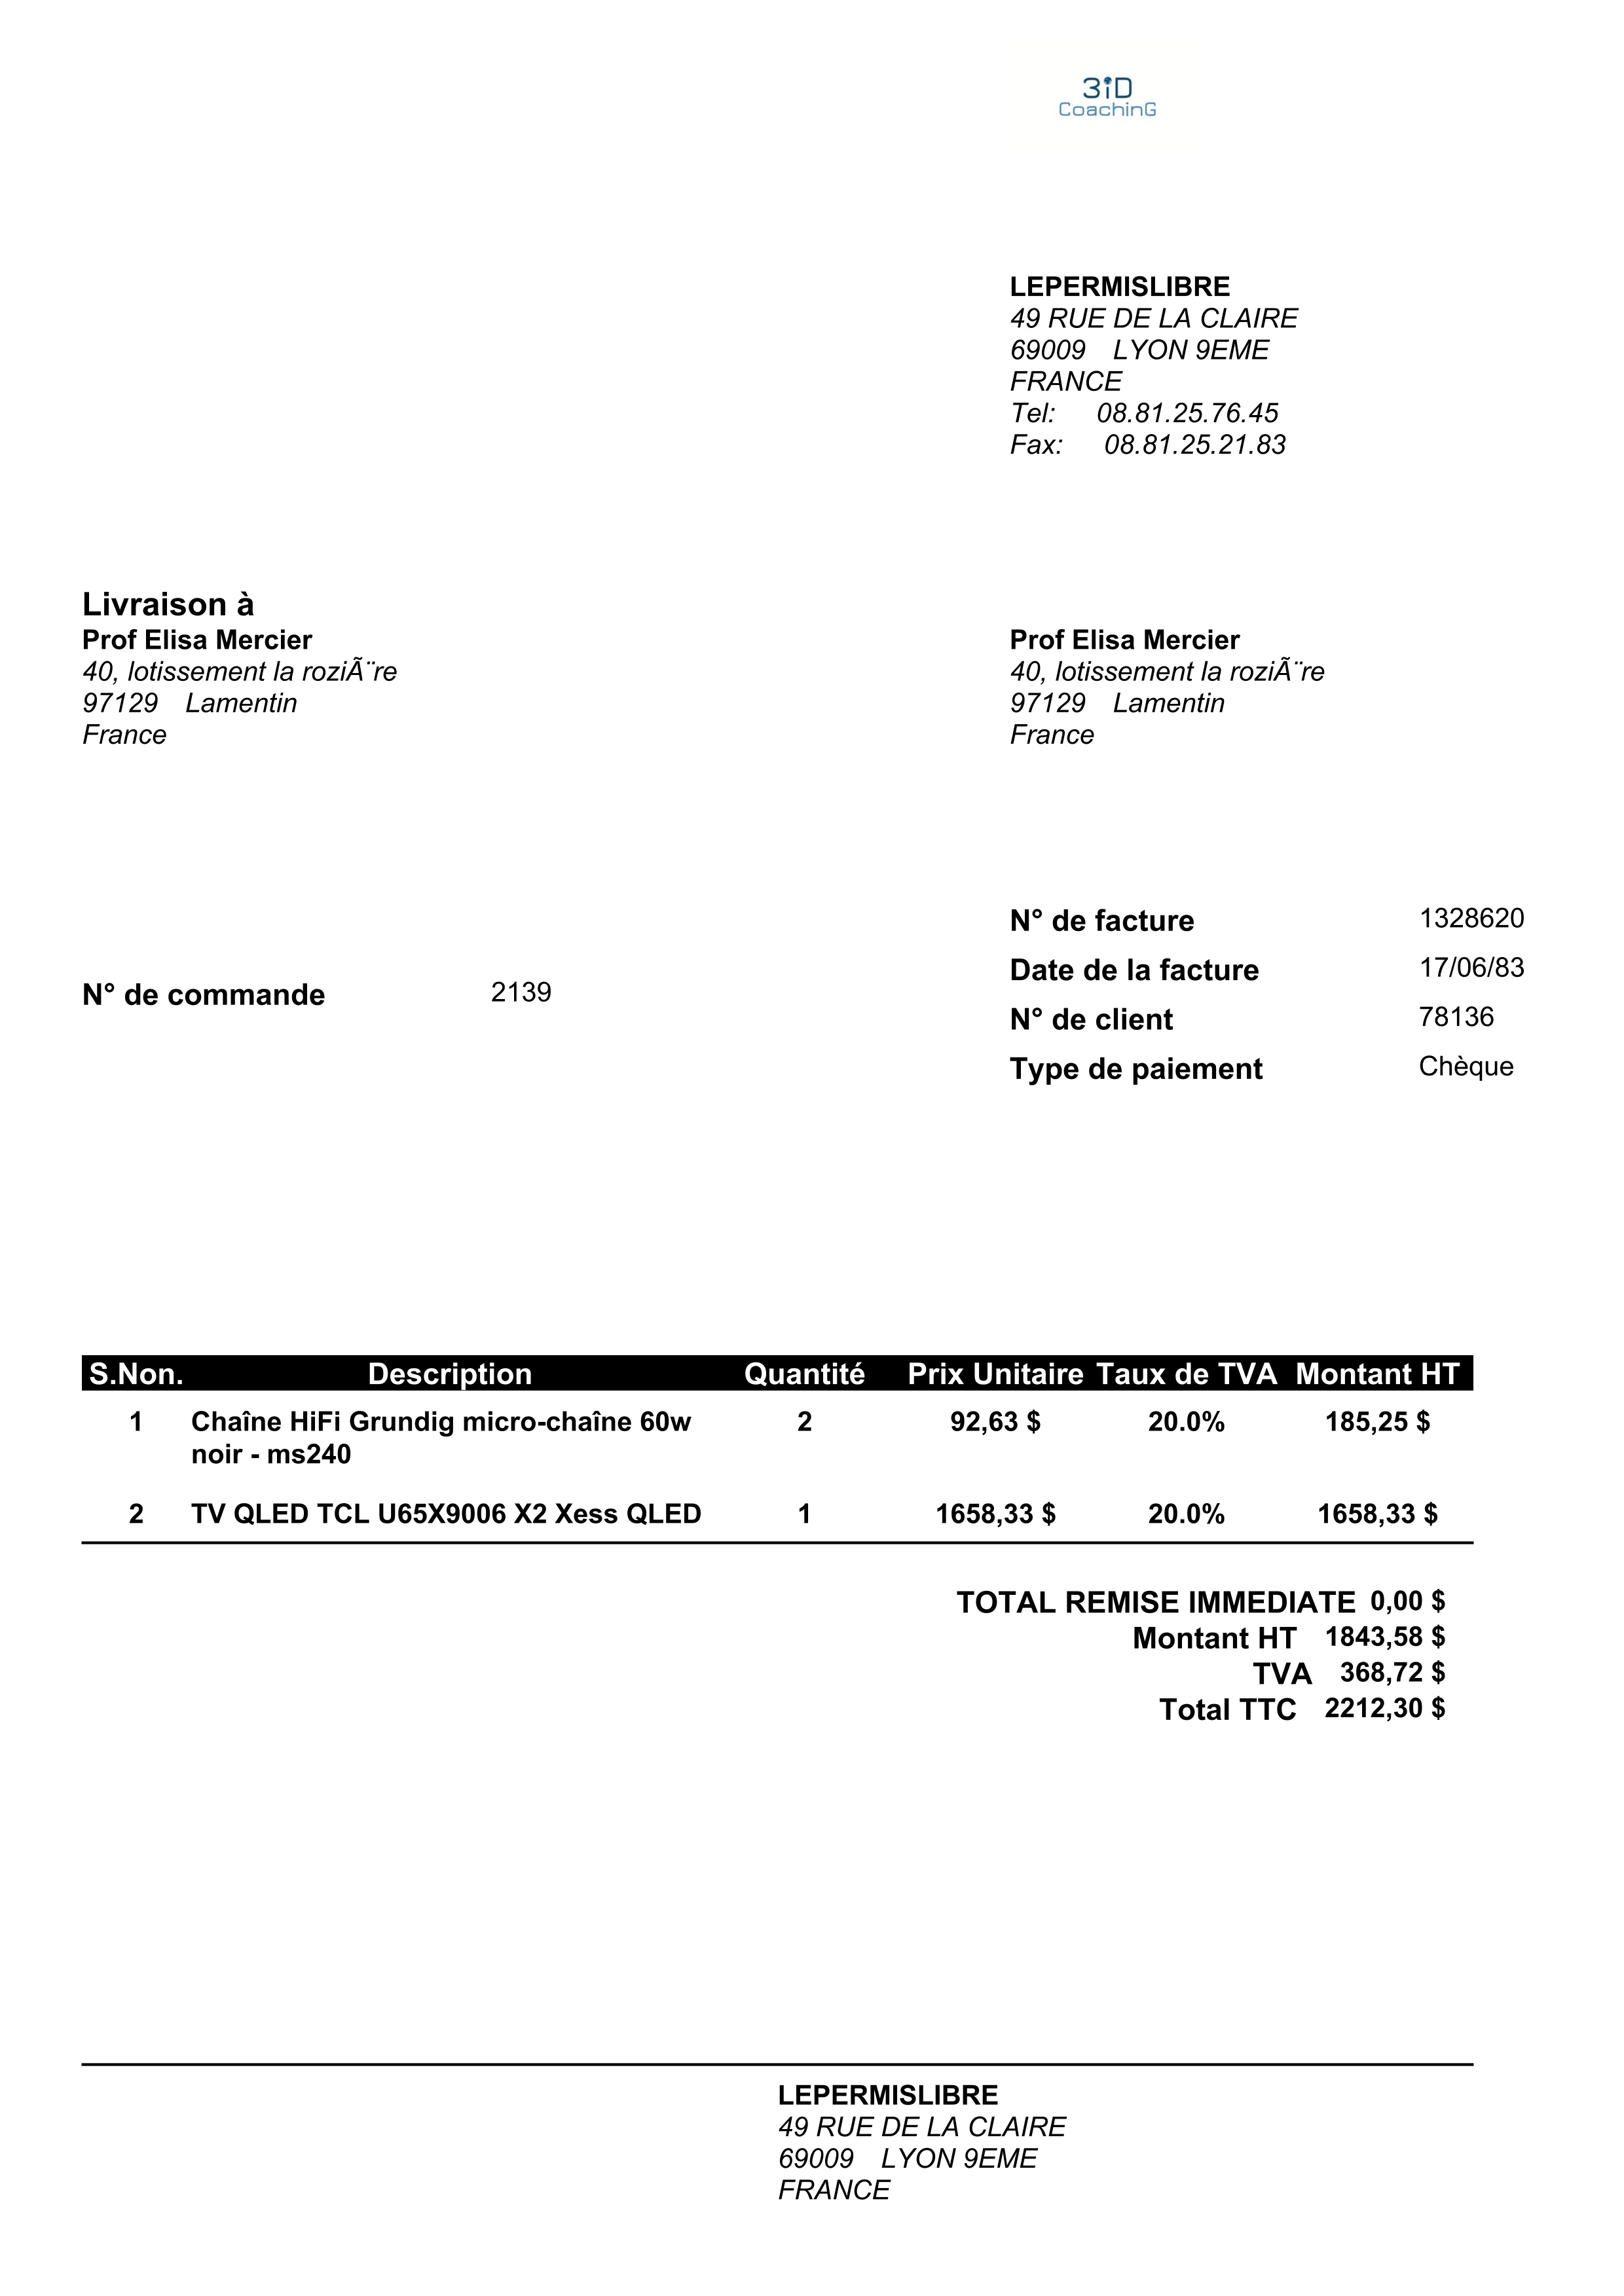 3iD
CoachinG
LEPERMISLIBRE
49 RUE DE LA CLAIRE
69009 LYON 9EME
FRANCE
Tel: 08.81.25.76.45
Fax: 08.81.25.21.83
Livraison à
Prof Elisa Mercier
40, lotissement la roziÃ¨re
97129 Lamentin
France
Prof Elisa Mercier
40, lotissement la roziÃ¨re
97129 Lamentin
France
N° de commande 2139
N° de facture 1328620
Date de la facture 17/06/83
N° de client 78136
Type de paiement Chèque
S.Non. Description Quantité Prix Unitaire Taux de TVA Montant HT
1 Chaîne HiFi Grundig micro-chaîne 60w 2 92,63 $ 20.0% 185,25 $
noir - ms240
2 TV QLED TCL U65X9006 X2 Xess QLED 1 1658,33 $ 20.0% 1658,33 $
TOTAL REMISE IMMEDIATE 0,00 $
Montant HT 1843,58 $
TVA 368,72 $
Total TTC 2212,30 $
LEPERMISLIBRE
49 RUE DE LA CLAIRE
69009 LYON 9EME
FRANCE